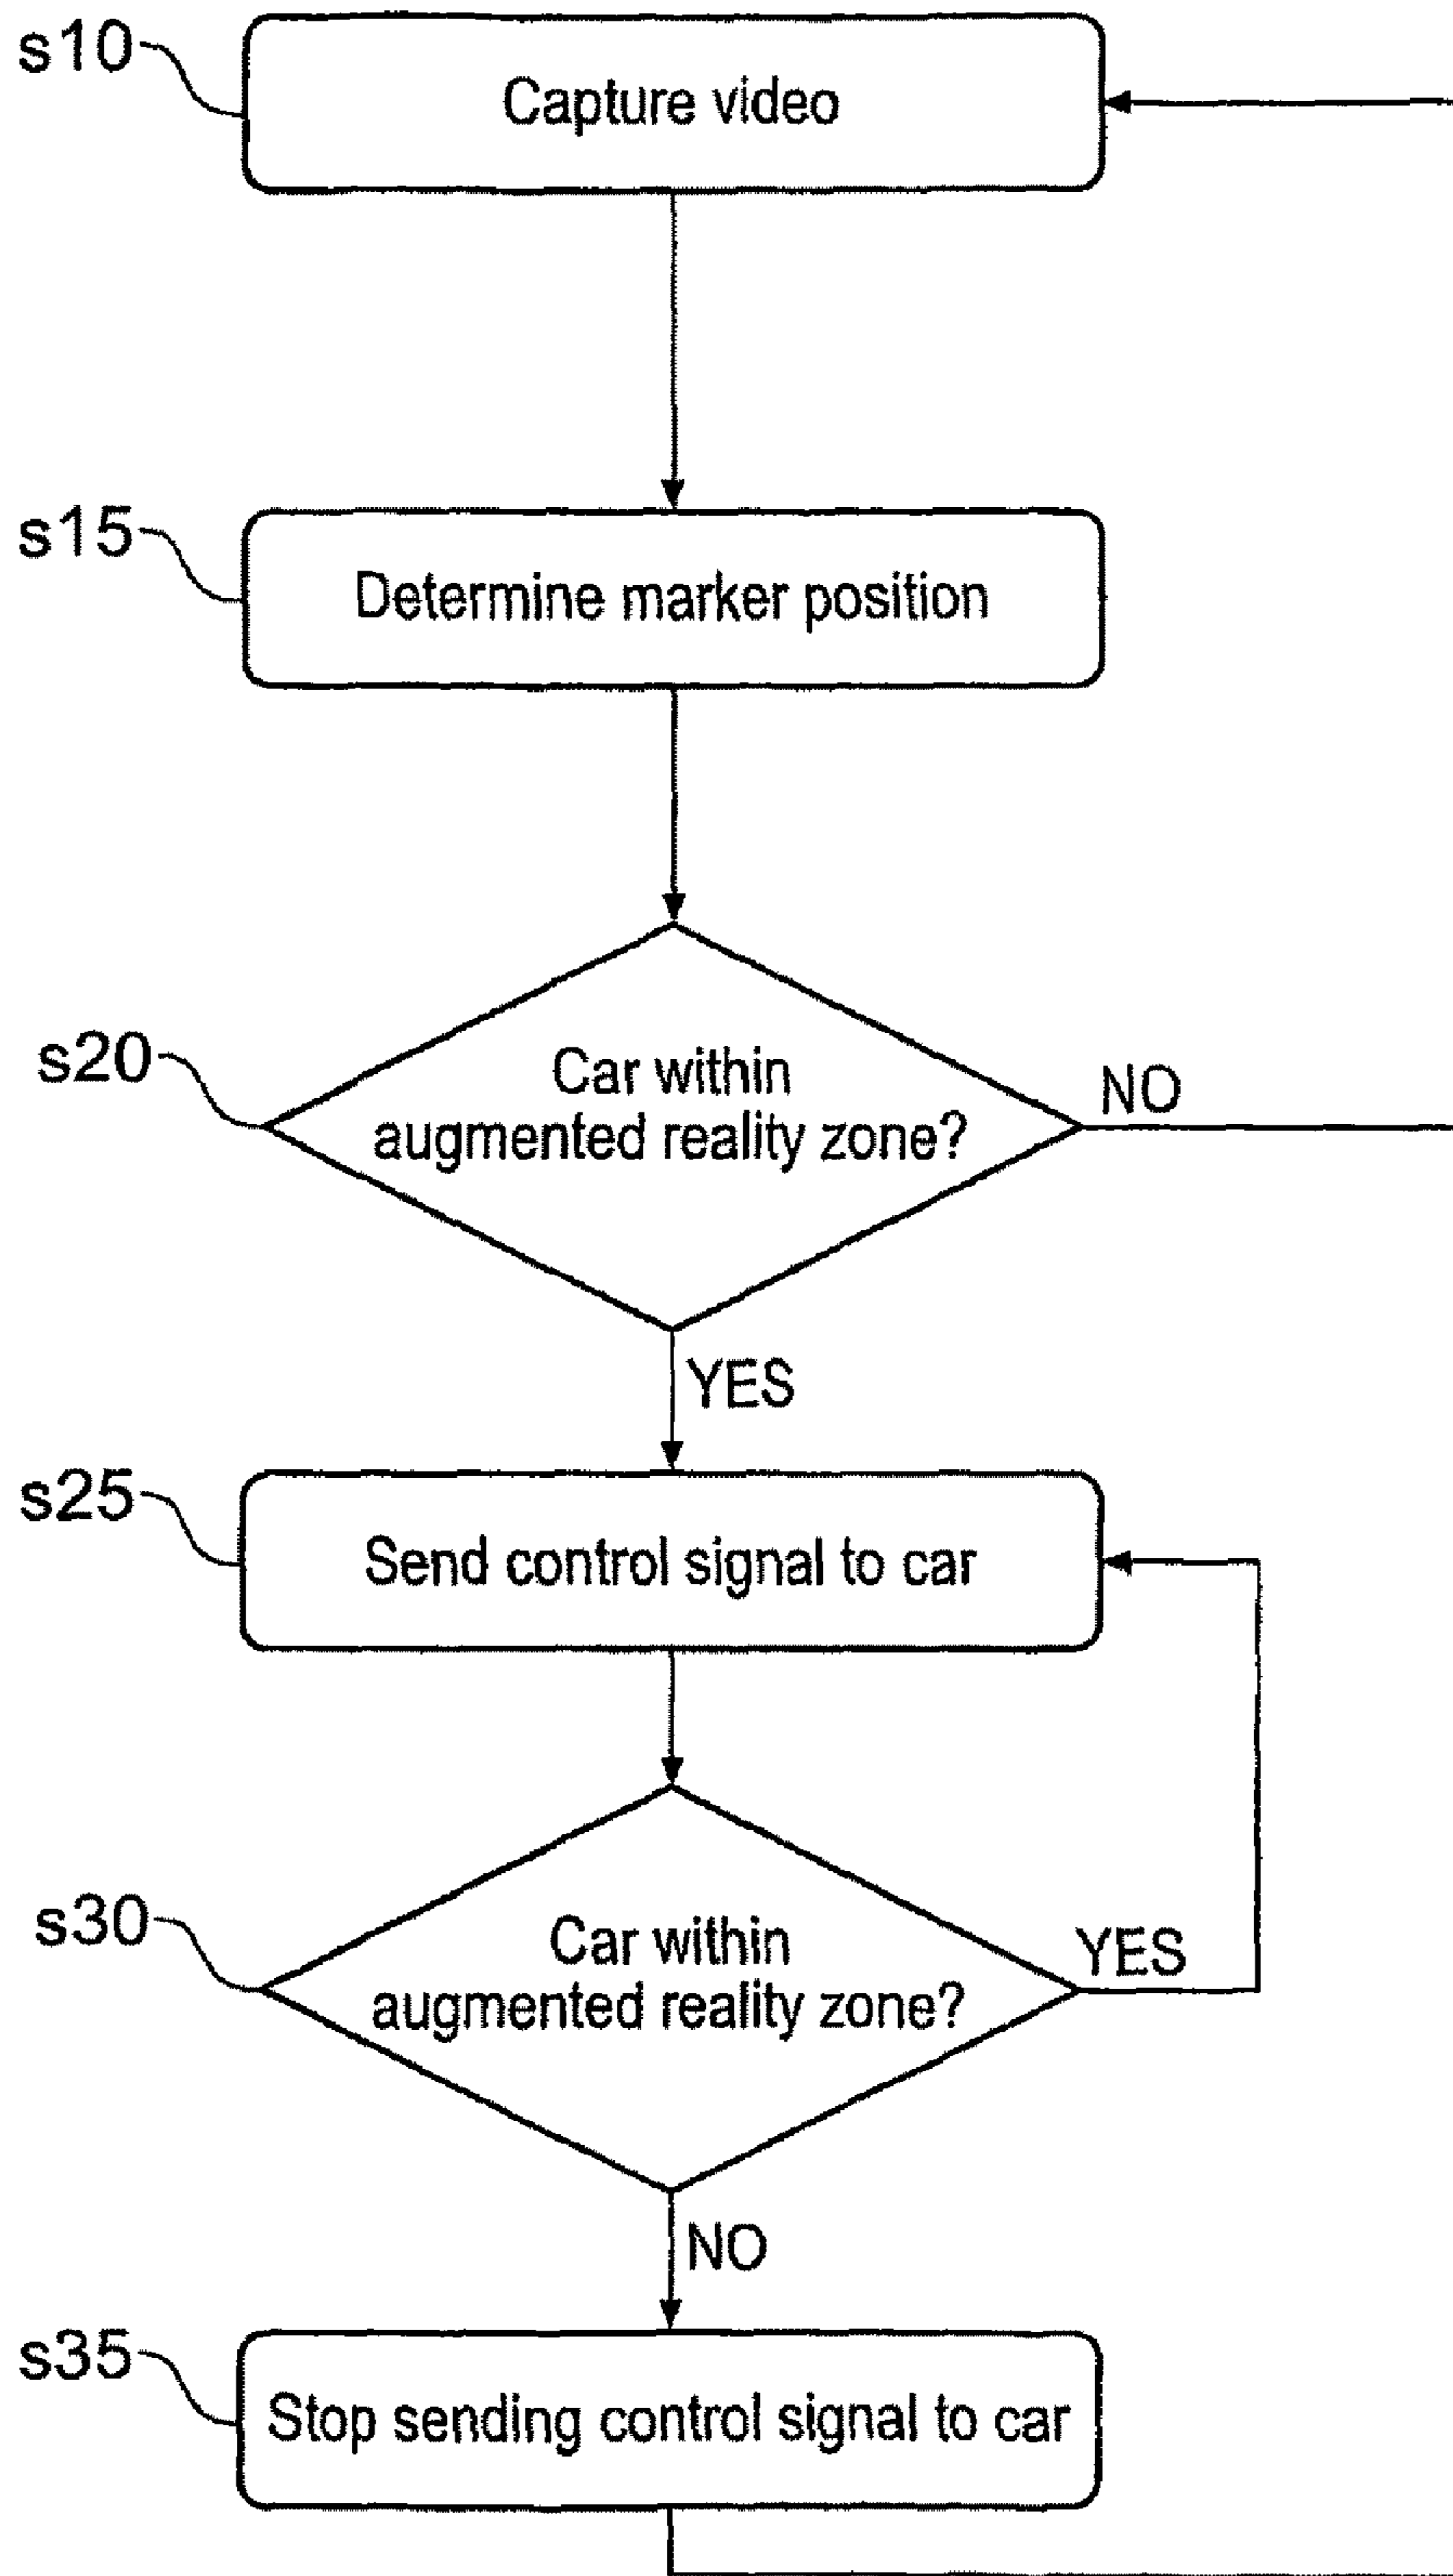 s10
Capture video
s15
Determine marker position
s20
Car within
augmented reality zone?
NO
YES
s25
Send control signal to car
s30
Car within
augmented reality zone?
YES
NO
s35
Stop sending control signal to car